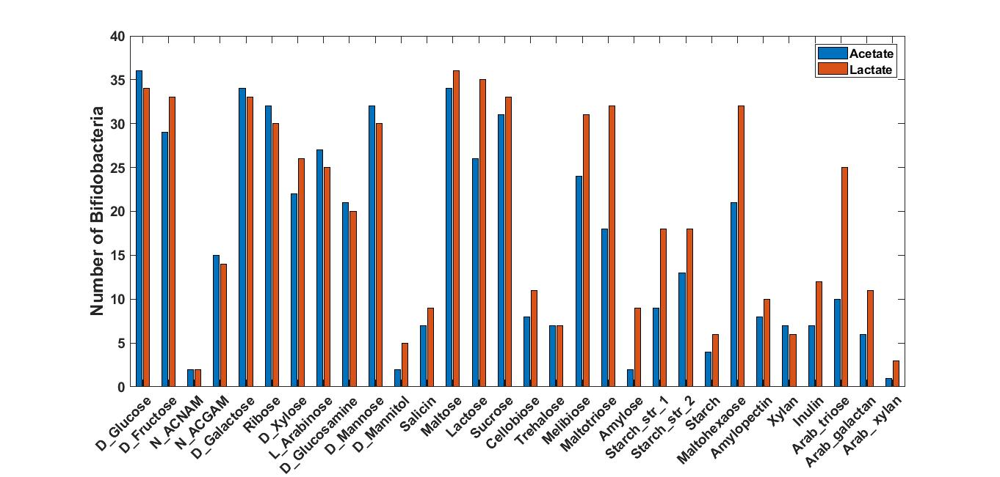 40
35
30
25
20
15
10
5
0
Number of Bifidobacteria
Acetate
Lactate
D_Glucose
D_Fructose
N_ACNAM
N_ACGAM
D_Galactose
Ribose
D_Xylose
L_Arabinose
D_Glucosamine
D_Mannose
D_Mannitol
Salicin
Maltose
Lactose
Sucrose
Cellobiose
Trehalose
Melibiose
Maltotriose
Amylose
Starch_str_1
Starch_str_2
Starch
Maltohexaose
Amylopectin
Xylan
Inulin
Arab_triose
Arab_galactan
Arab_xylan